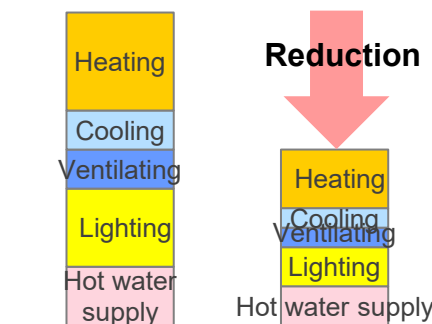 Heating
Cooling
Ventilating
Lighting
Hot water
supply
Reduction
Heating
Cooling
Ventilating
Lighting
Hot water supply